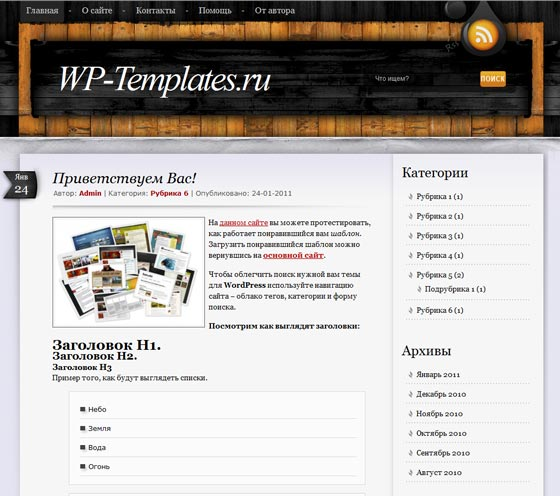 Главная - О сайте - Контакты - Помощь - От автора
WP-Templates.ru
Что ищем?
ПОИСК
Янв
24
Приветствуем Вас!
Автор: Admin | Категория: Рубрика 6 | Опубликовано: 24-01-2011
На данном сайте вы можете протестировать,
как работает понравившийся вам шаблон.
Загрузить понравившийся шаблон можно
вернувшись на основной сайт.
Чтобы облегчить поиск нужной вам темы
для WordPress используйте навигацию
сайта – облако тегов, категории и форму
поиска.
Посмотрим как выглядят заголовки:
Заголовок H1.
Заголовок H2.
Заголовок H3
Пример того, как будут выглядеть списки.
Небо
Земля
Вода
Огонь
Категории
Рубрика 1 (1)
Рубрика 2 (1)
Рубрика 3 (1)
Рубрика 4 (1)
Рубрика 5 (2)
Подрубрика 1 (1)
Рубрика 6 (1)
Архивы
Январь 2011
Декабрь 2010
Ноябрь 2010
Октябрь 2010
Сентябрь 2010
Август 2010